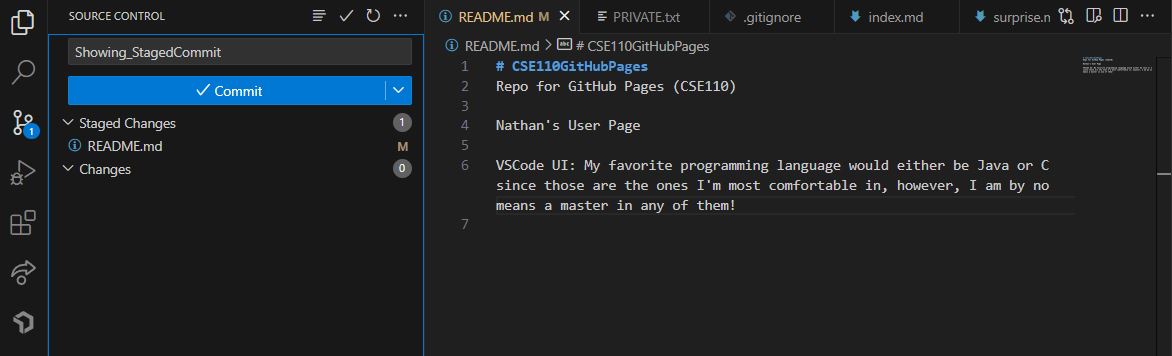 SOURCE CONTROL
Showing_StagedCommit
Commit
Staged Changes 1
README.md M
Changes 0
1
README.md M
PRIVATE.txt
.gitignore
index.md
surprise.n
README.md > abc # CSE110GitHubPages
1 # CSE110GitHubPages
2 Repo for GitHub Pages (CSE110)
3
4 Nathan's User Page
5
6 VSCode UI: My favorite programming language would either be Java or C
since those are the ones I'm most comfortable in, however, I am by no
means a master in any of them!
7